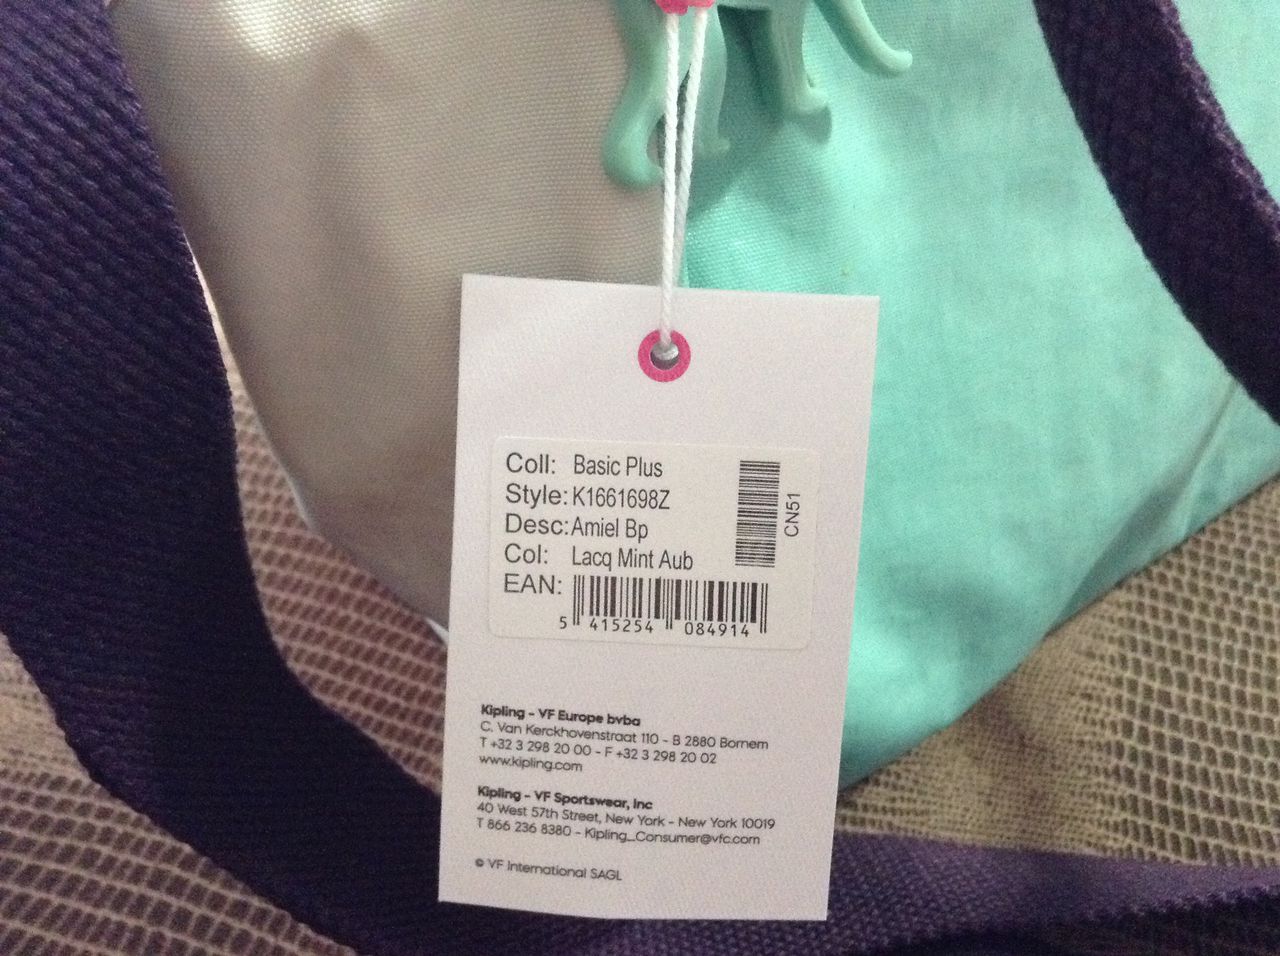 Coll: Basic Plus
Style: K1661698Z
Desc: Amiel Bp
Col: Lacq Mint Aub
EAN:
5 415254 084914
CN51
Kipling - VF Europe bvba
C. Van Kerckhovenstraat 110 - B 2880 Bornem
T +32 3 298 20 00 - F +32 3 298 20 02
www.kipling.com
Kipling - VF Sportswear, Inc
40 West 57th Street, New York - New York 10019
T 866 236 8380 - Kipling_Consumer@vfc.com
© VF International SAGL